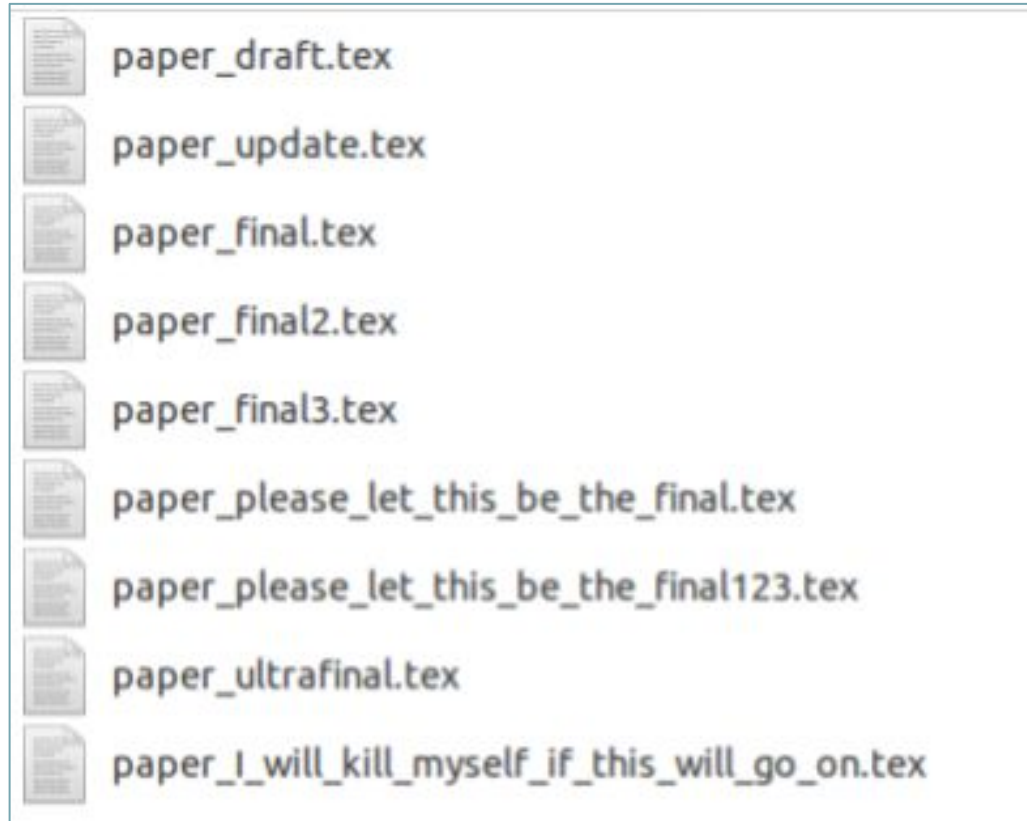 paper_draft.tex
paper_update.tex
paper_final.tex
paper_final2.tex
paper_final3.tex
paper_please_let_this_be_the_final.tex
paper_please_let_this_be_the_final123.tex
paper_ultrafinal.tex
paper_I_will_kill_myself_if_this_will_go_on.tex